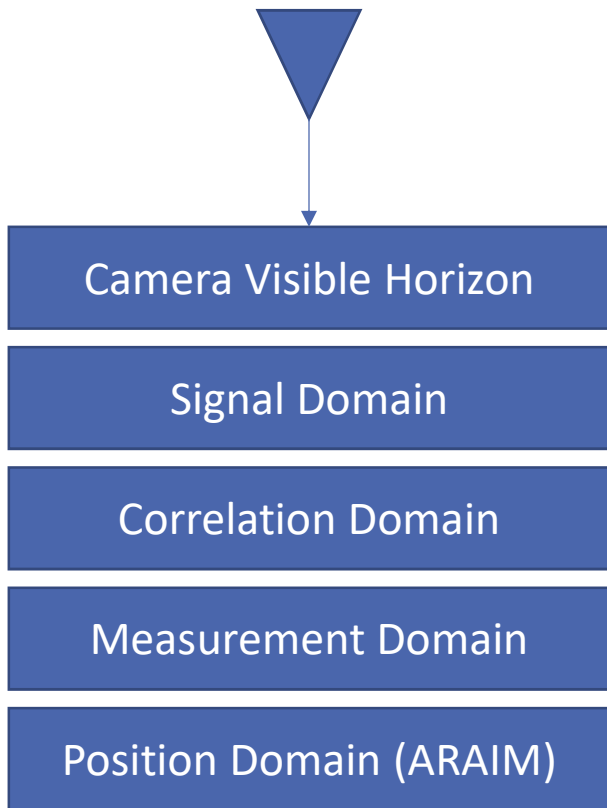 Camera Visible Horizon
Signal Domain
Correlation Domain
Measurement Domain
Position Domain (ARAIM)